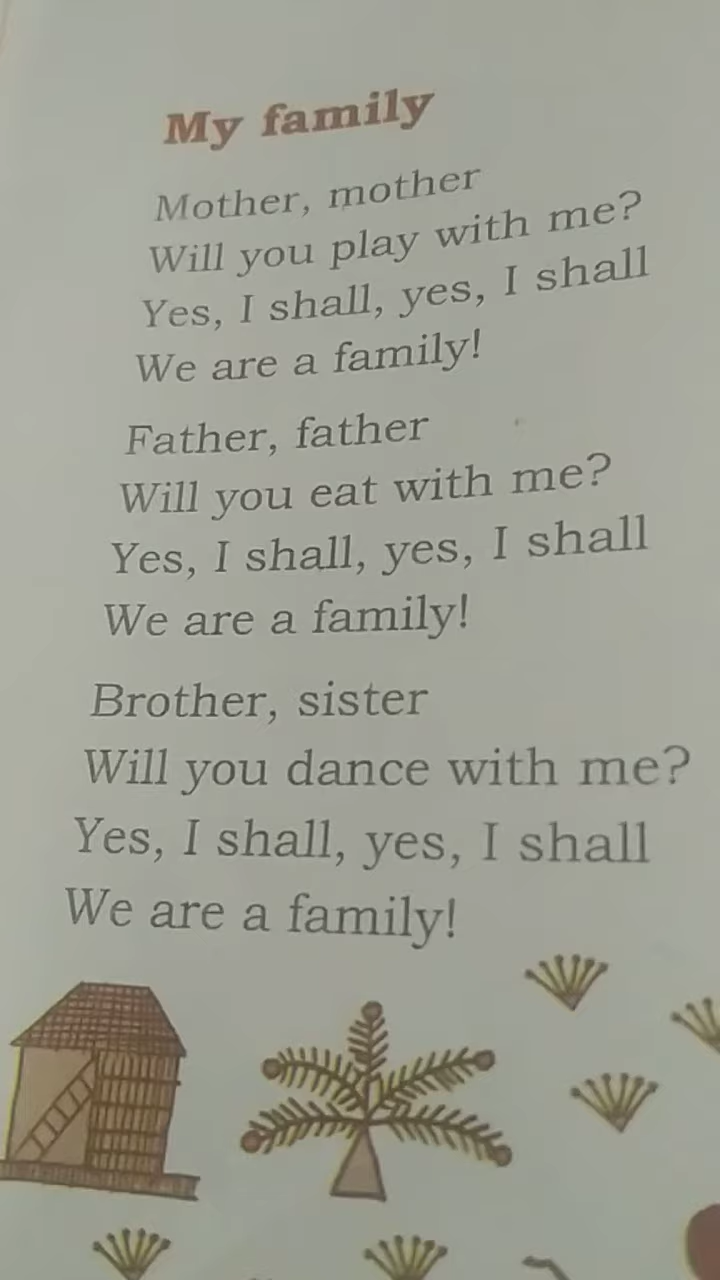 My family
Mother, mother
Will you play with me?
Yes, I shall, yes, I shall
We are a family!
Father, father
Will you eat with me?
Yes, I shall, yes, I shall
We are a family!
Brother, sister
Will you dance with me?
Yes, I shall, yes, I shall
We are a family!